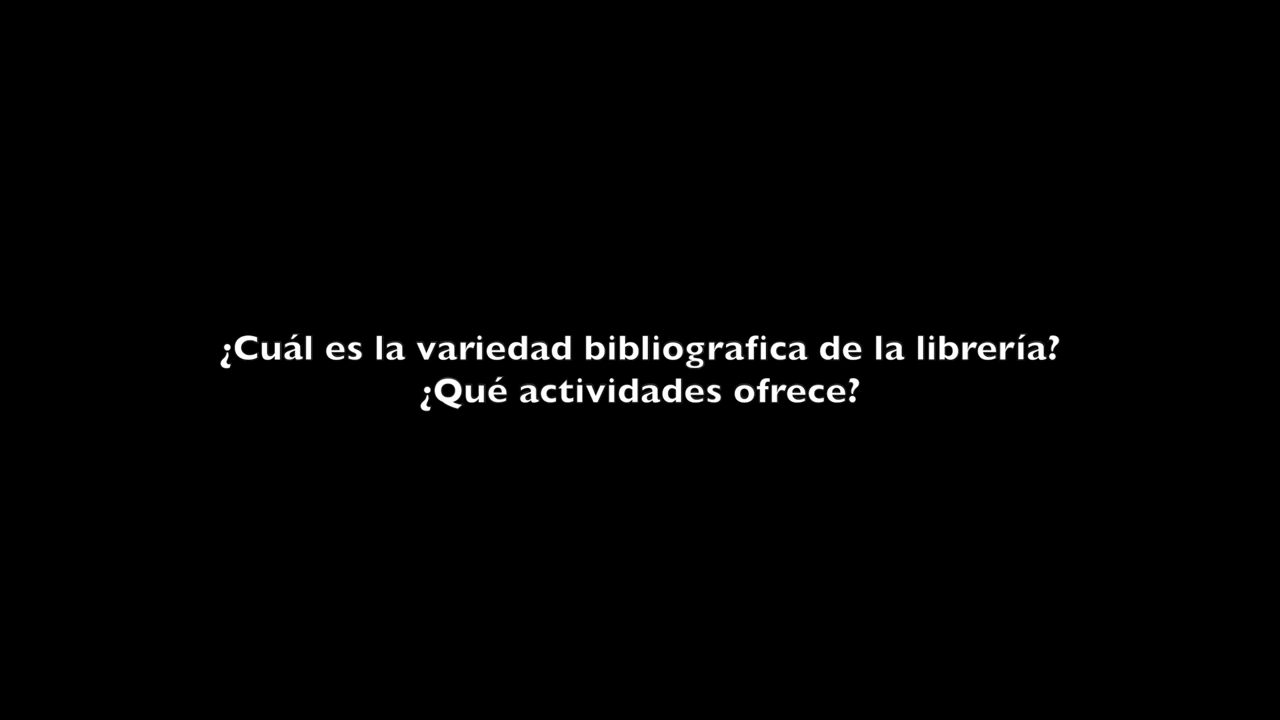 ¿Cuál es la variedad bibliografica de la librería?
¿Qué actividades ofrece?